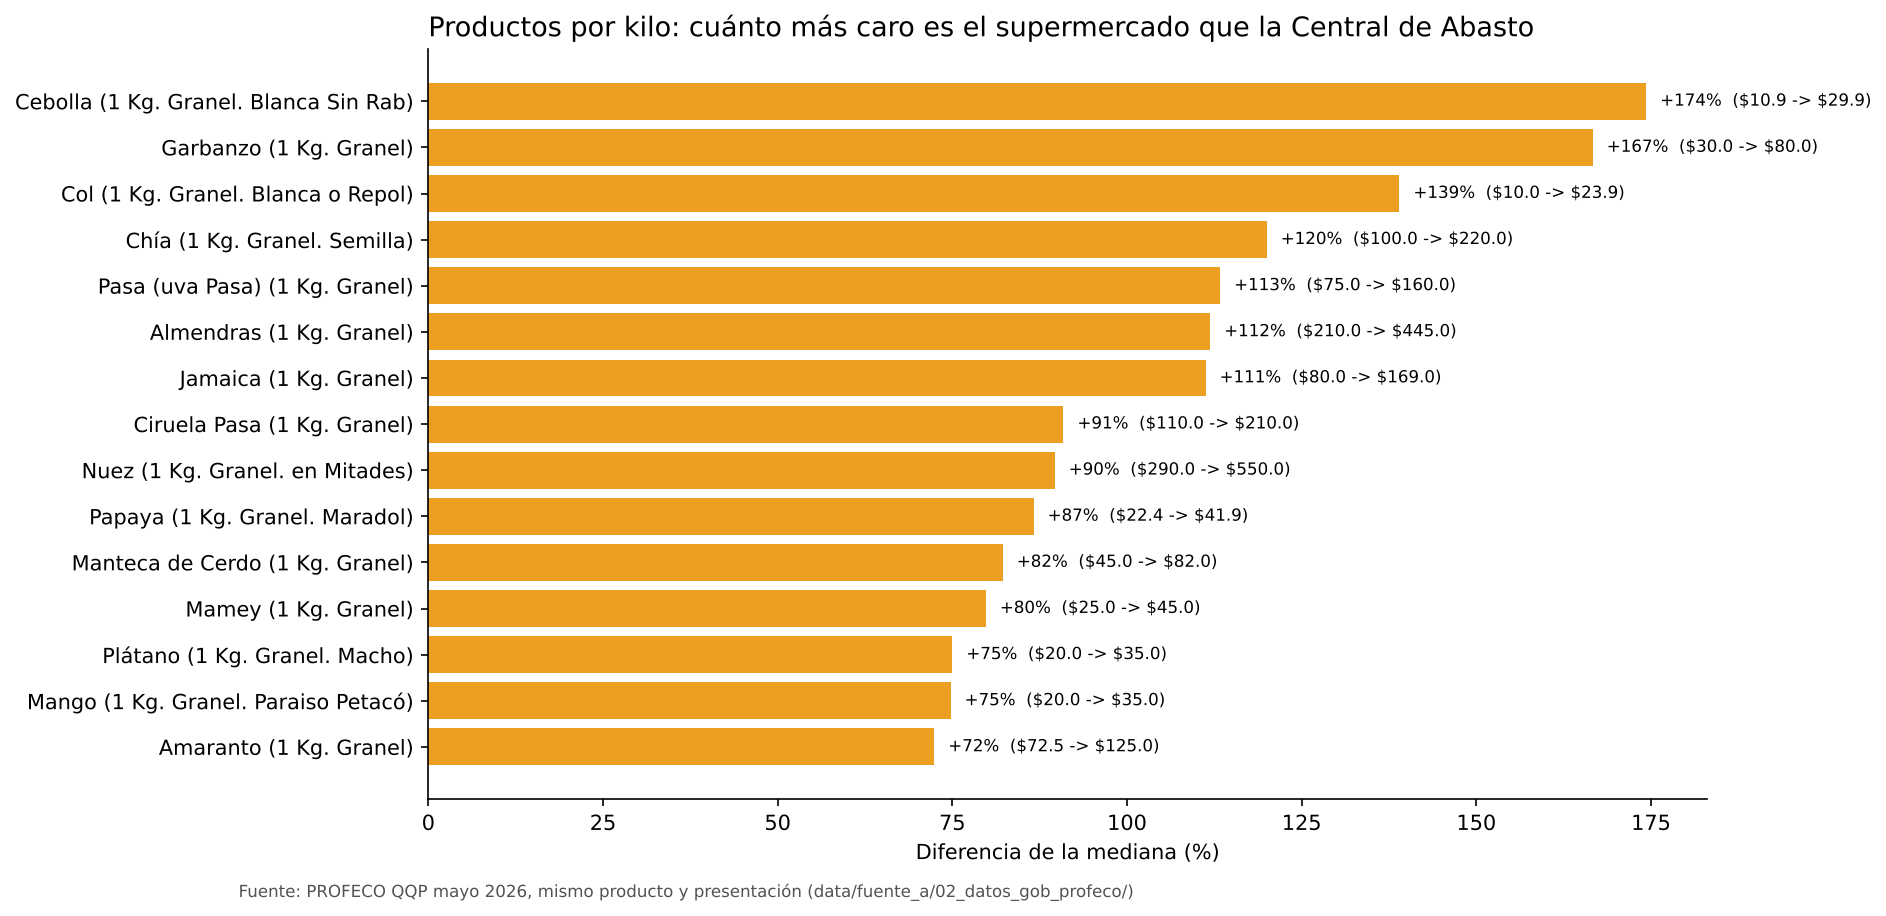 Productos por kilo: cuánto más caro es el supermercado que la Central de Abasto
Cebolla (1 Kg. Granel. Blanca Sin Rab) +174% ($10.9 -> $29.9)
Garbanzo (1 Kg. Granel) +167% ($30.0 -> $80.0)
Col (1 Kg. Granel. Blanca o Repol) +139% ($10.0 -> $23.9)
Chía (1 Kg. Granel. Semilla) +120% ($100.0 -> $220.0)
Pasa (uva Pasa) (1 Kg. Granel) +113% ($75.0 -> $160.0)
Almendras (1 Kg. Granel) +112% ($210.0 -> $445.0)
Jamaica (1 Kg. Granel) +111% ($80.0 -> $169.0)
Ciruela Pasa (1 Kg. Granel) +91% ($110.0 -> $210.0)
Nuez (1 Kg. Granel. en Mitades) +90% ($290.0 -> $550.0)
Papaya (1 Kg. Granel. Maradol) +87% ($22.4 -> $41.9)
Manteca de Cerdo (1 Kg. Granel) +82% ($45.0 -> $82.0)
Mamey (1 Kg. Granel) +80% ($25.0 -> $45.0)
Plátano (1 Kg. Granel. Macho) +75% ($20.0 -> $35.0)
Mango (1 Kg. Granel. Paraiso Petacó) +75% ($20.0 -> $35.0)
Amaranto (1 Kg. Granel) +72% ($72.5 -> $125.0)
0 25 50 75 100 125 150 175
Diferencia de la mediana (%)
Fuente: PROFECO QQP mayo 2026, mismo producto y presentación (data/fuente_a/02_datos_gob_profeco/)